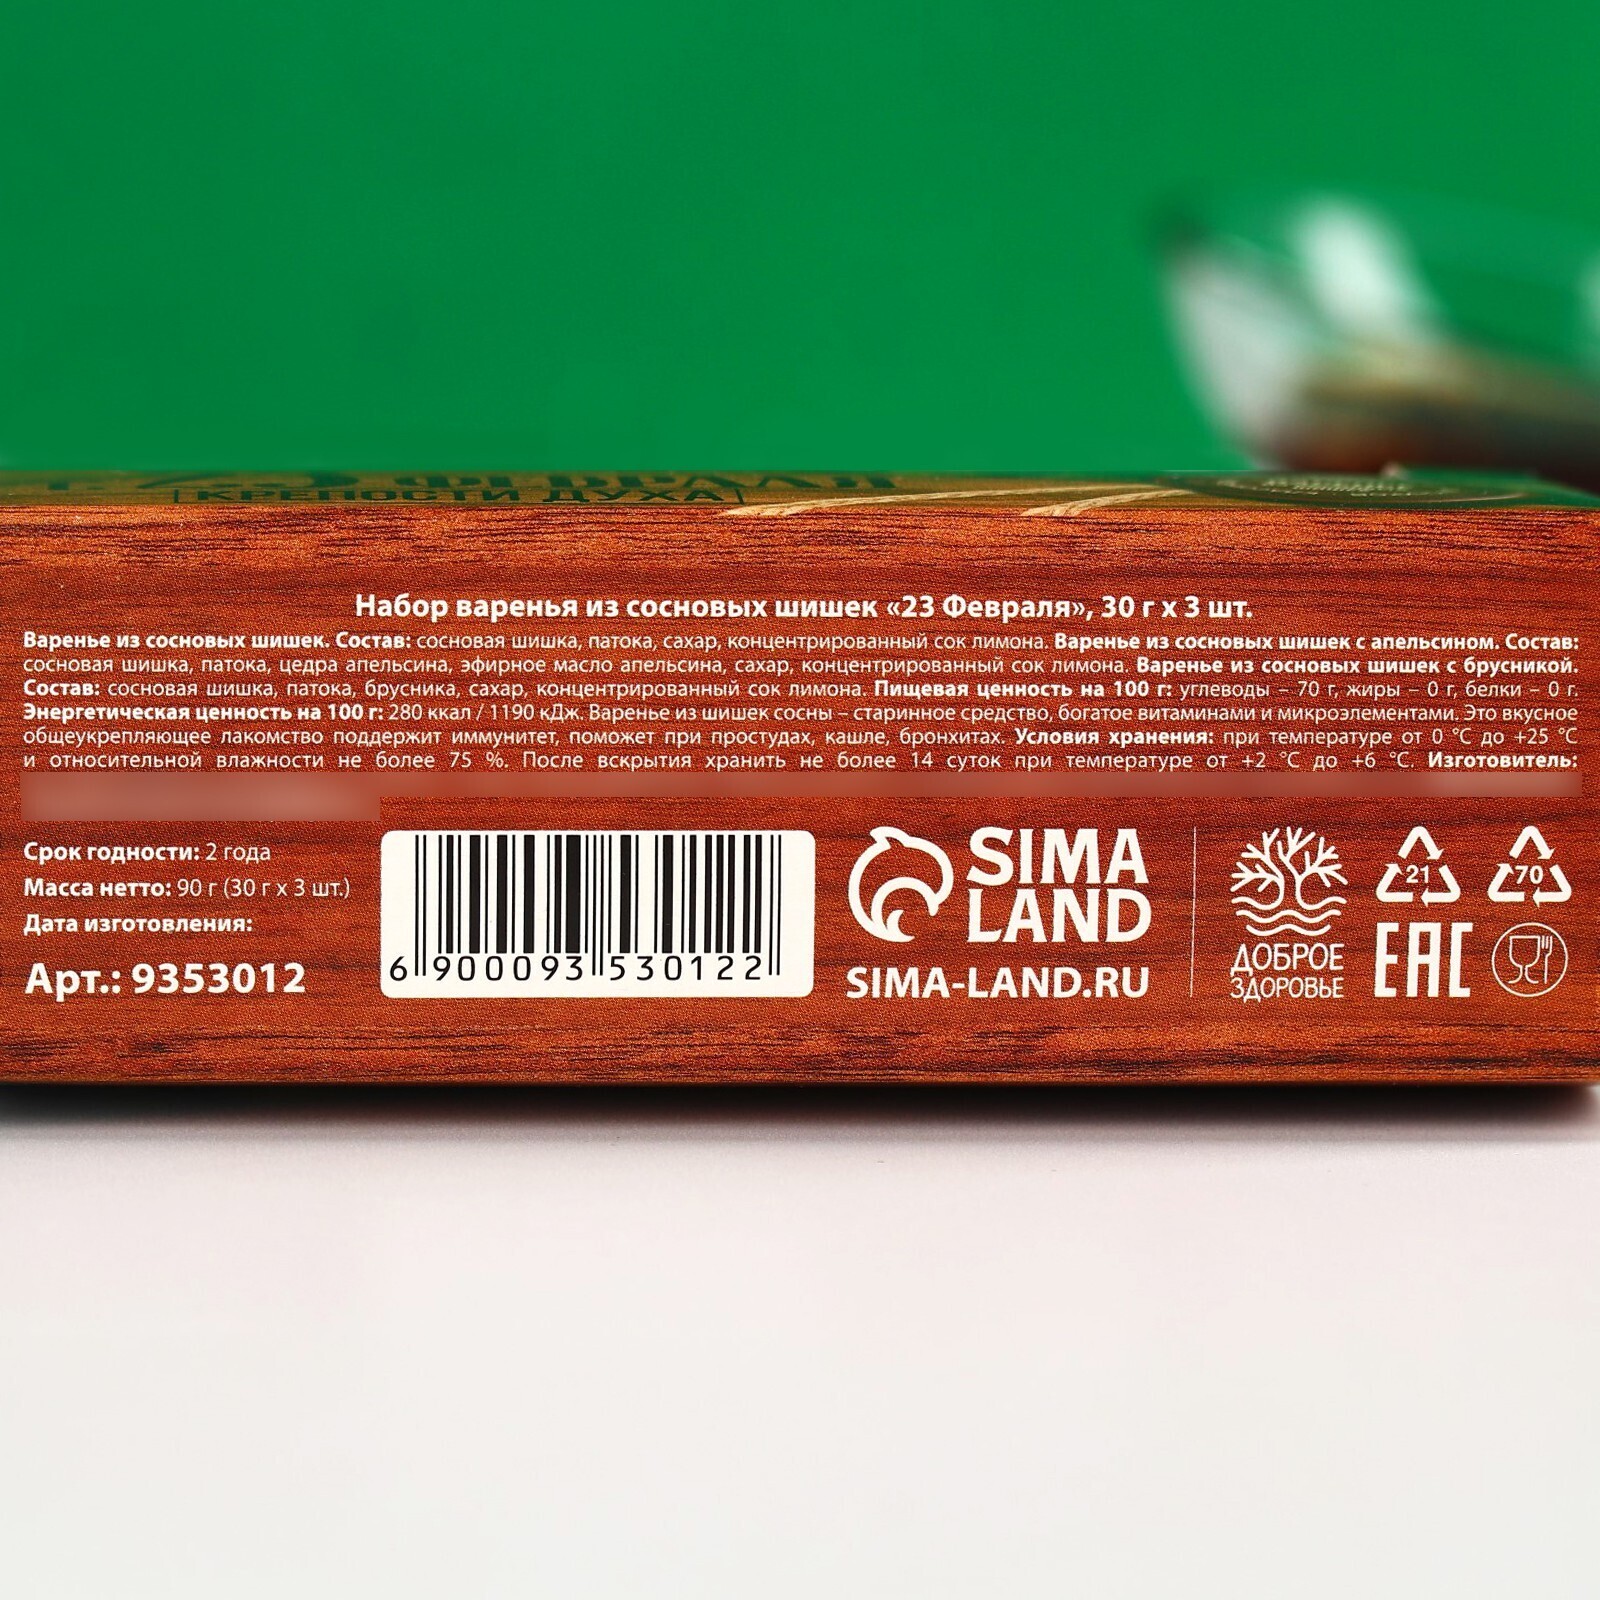 23 ФЕВРАЛЯ
КРЕПОСТИ ДУХА
Набор варенья из сосновых шишек «23 Февраля», 30 г х 3 шт.
Варенье из сосновых шишек. Состав: сосновая шишка, патока, сахар, концентрированный сок лимона. Варенье из сосновых шишек с апельсином. Состав:
сосновая шишка, патока, цедра апельсина, эфирное масло апельсина, сахар, концентрированный сок лимона. Варенье из сосновых шишек с брусникой.
Состав: сосновая шишка, патока, брусника, сахар, концентрированный сок лимона. Пищевая ценность на 100 г: углеводы – 70 г, жиры – 0 г, белки – 0 г.
Энергетическая ценность на 100 г: 280 ккал / 1190 кДж. Варенье из шишек сосны – старинное средство, богатое витаминами и микроэлементами. Это вкусное
общеукрепляющее лакомство поддержит иммунитет, поможет при простудах, кашле, бронхитах. Условия хранения: при температуре от 0 °С до +25 °С
и относительной влажности не более 75 %. После вскрытия хранить не более 14 суток при температуре от +2 °С до +6 °С. Изготовитель:
Срок годности: 2 года
Масса нетто: 90 г (30 г х 3 шт.)
Дата изготовления:
Арт.: 9353012
6 900093 530122
SIMA
LAND
SIMA-LAND.RU
ДОБРОЕ
ЗДОРОВЬЕ
21
70
EAC